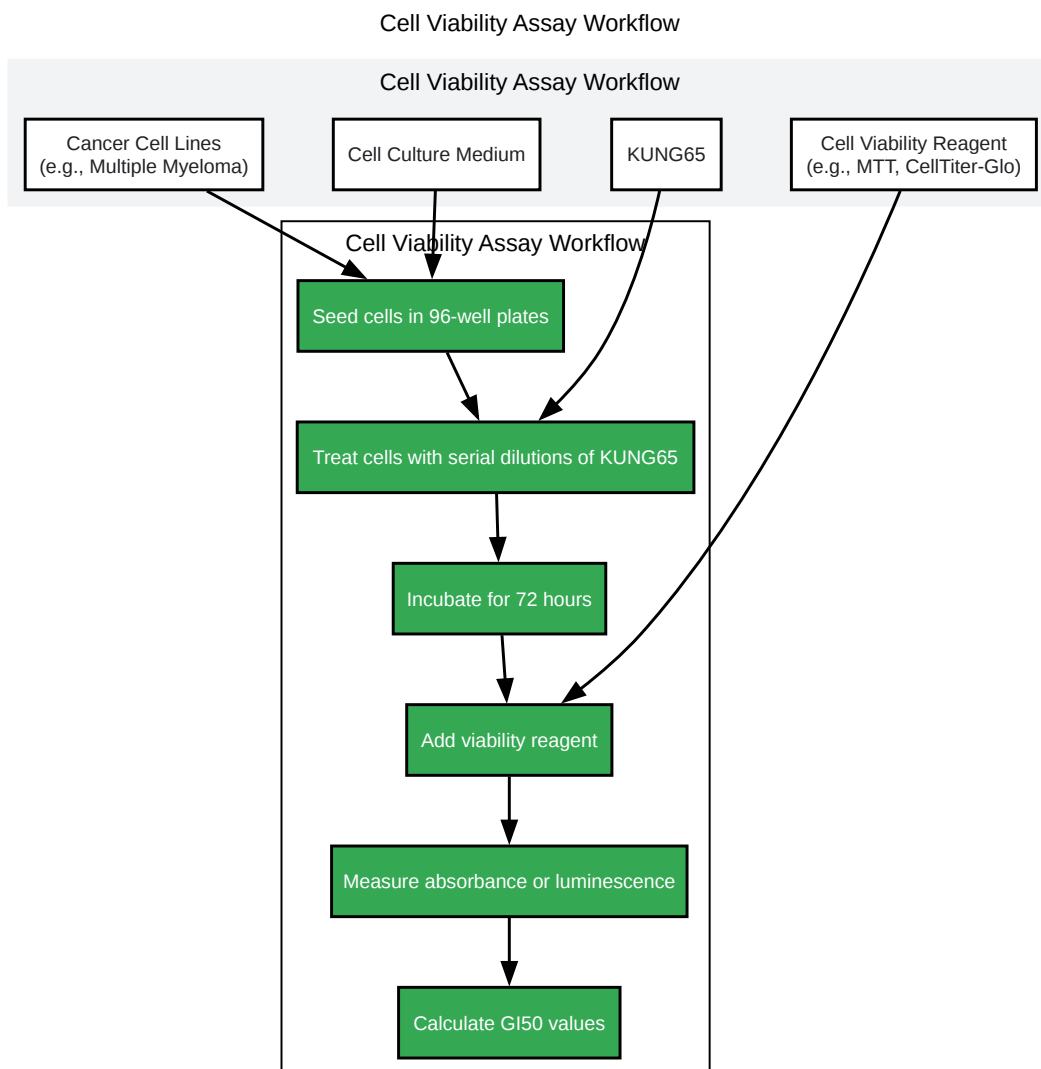 Cell Viability Assay Workflow
Cell Viability Assay Workflow
Cancer Cell Lines
(e.g., Multiple Myeloma)
Cell Culture Medium
KUNG65
Cell Viability Reagent
(e.g., MTT, CellTiter-Glo)
Cell Viability Assay Workflow
Seed cells in 96-well plates
Treat cells with serial dilutions of KUNG65
Incubate for 72 hours
Add viability reagent
Measure absorbance or luminescence
Calculate GI50 values